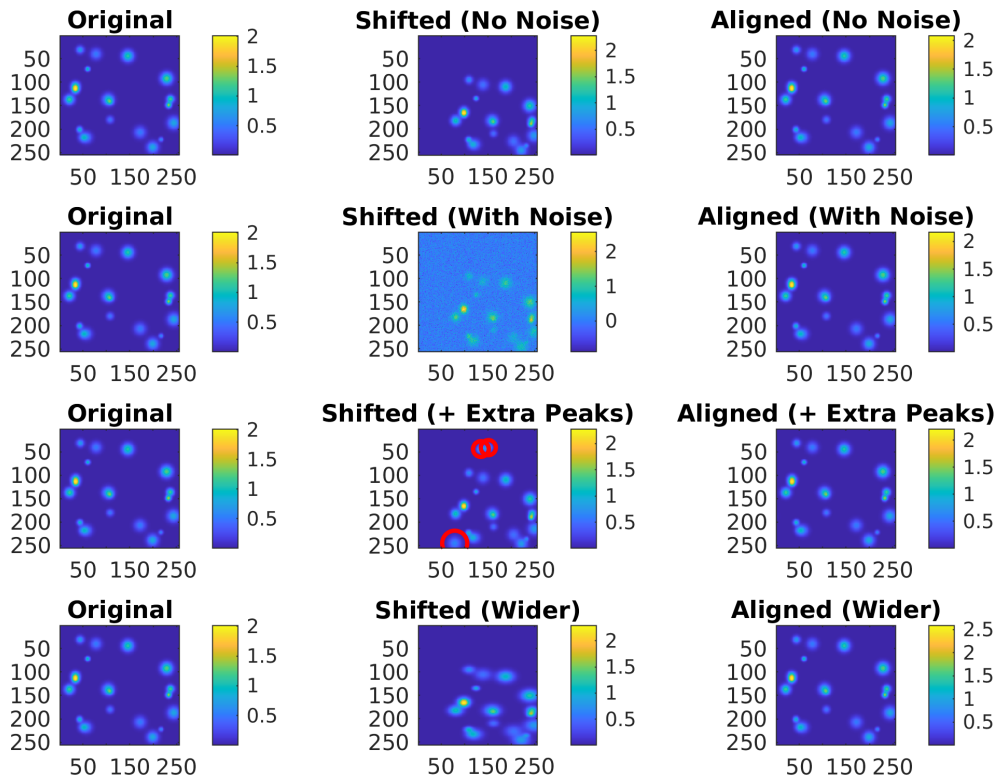 Original Shifted (No Noise) Aligned (No Noise)
50 2 50 2 50 2
100 1.5 100 1.5 100 1.5
150 1 150 1 150 1
200 0.5 200 0.5 200 0.5
250 250 250
50 150 250 50 150 250 50 150 250
Original Shifted (With Noise) Aligned (With Noise)
50 2 50 2 50 2
100 1.5 100 1 100 1.5
150 1 150 0 150 1
200 0.5 200 200 0.5
250 250 250
50 150 250 50 150 250 50 150 250
Original Shifted (+ Extra Peaks) Aligned (+ Extra Peaks)
50 2 50 2 50 2
100 1.5 100 1.5 100 1.5
150 1 150 1 150 1
200 0.5 200 0.5 200 0.5
250 250 250
50 150 250 50 150 250 50 150 250
Original Shifted (Wider) Aligned (Wider)
50 2 50 2 50 2.5
100 1.5 100 1.5 100 2
150 1 150 1 150 1.5
200 0.5 200 0.5 200 1
250 250 250 0.5
50 150 250 50 150 250 50 150 250